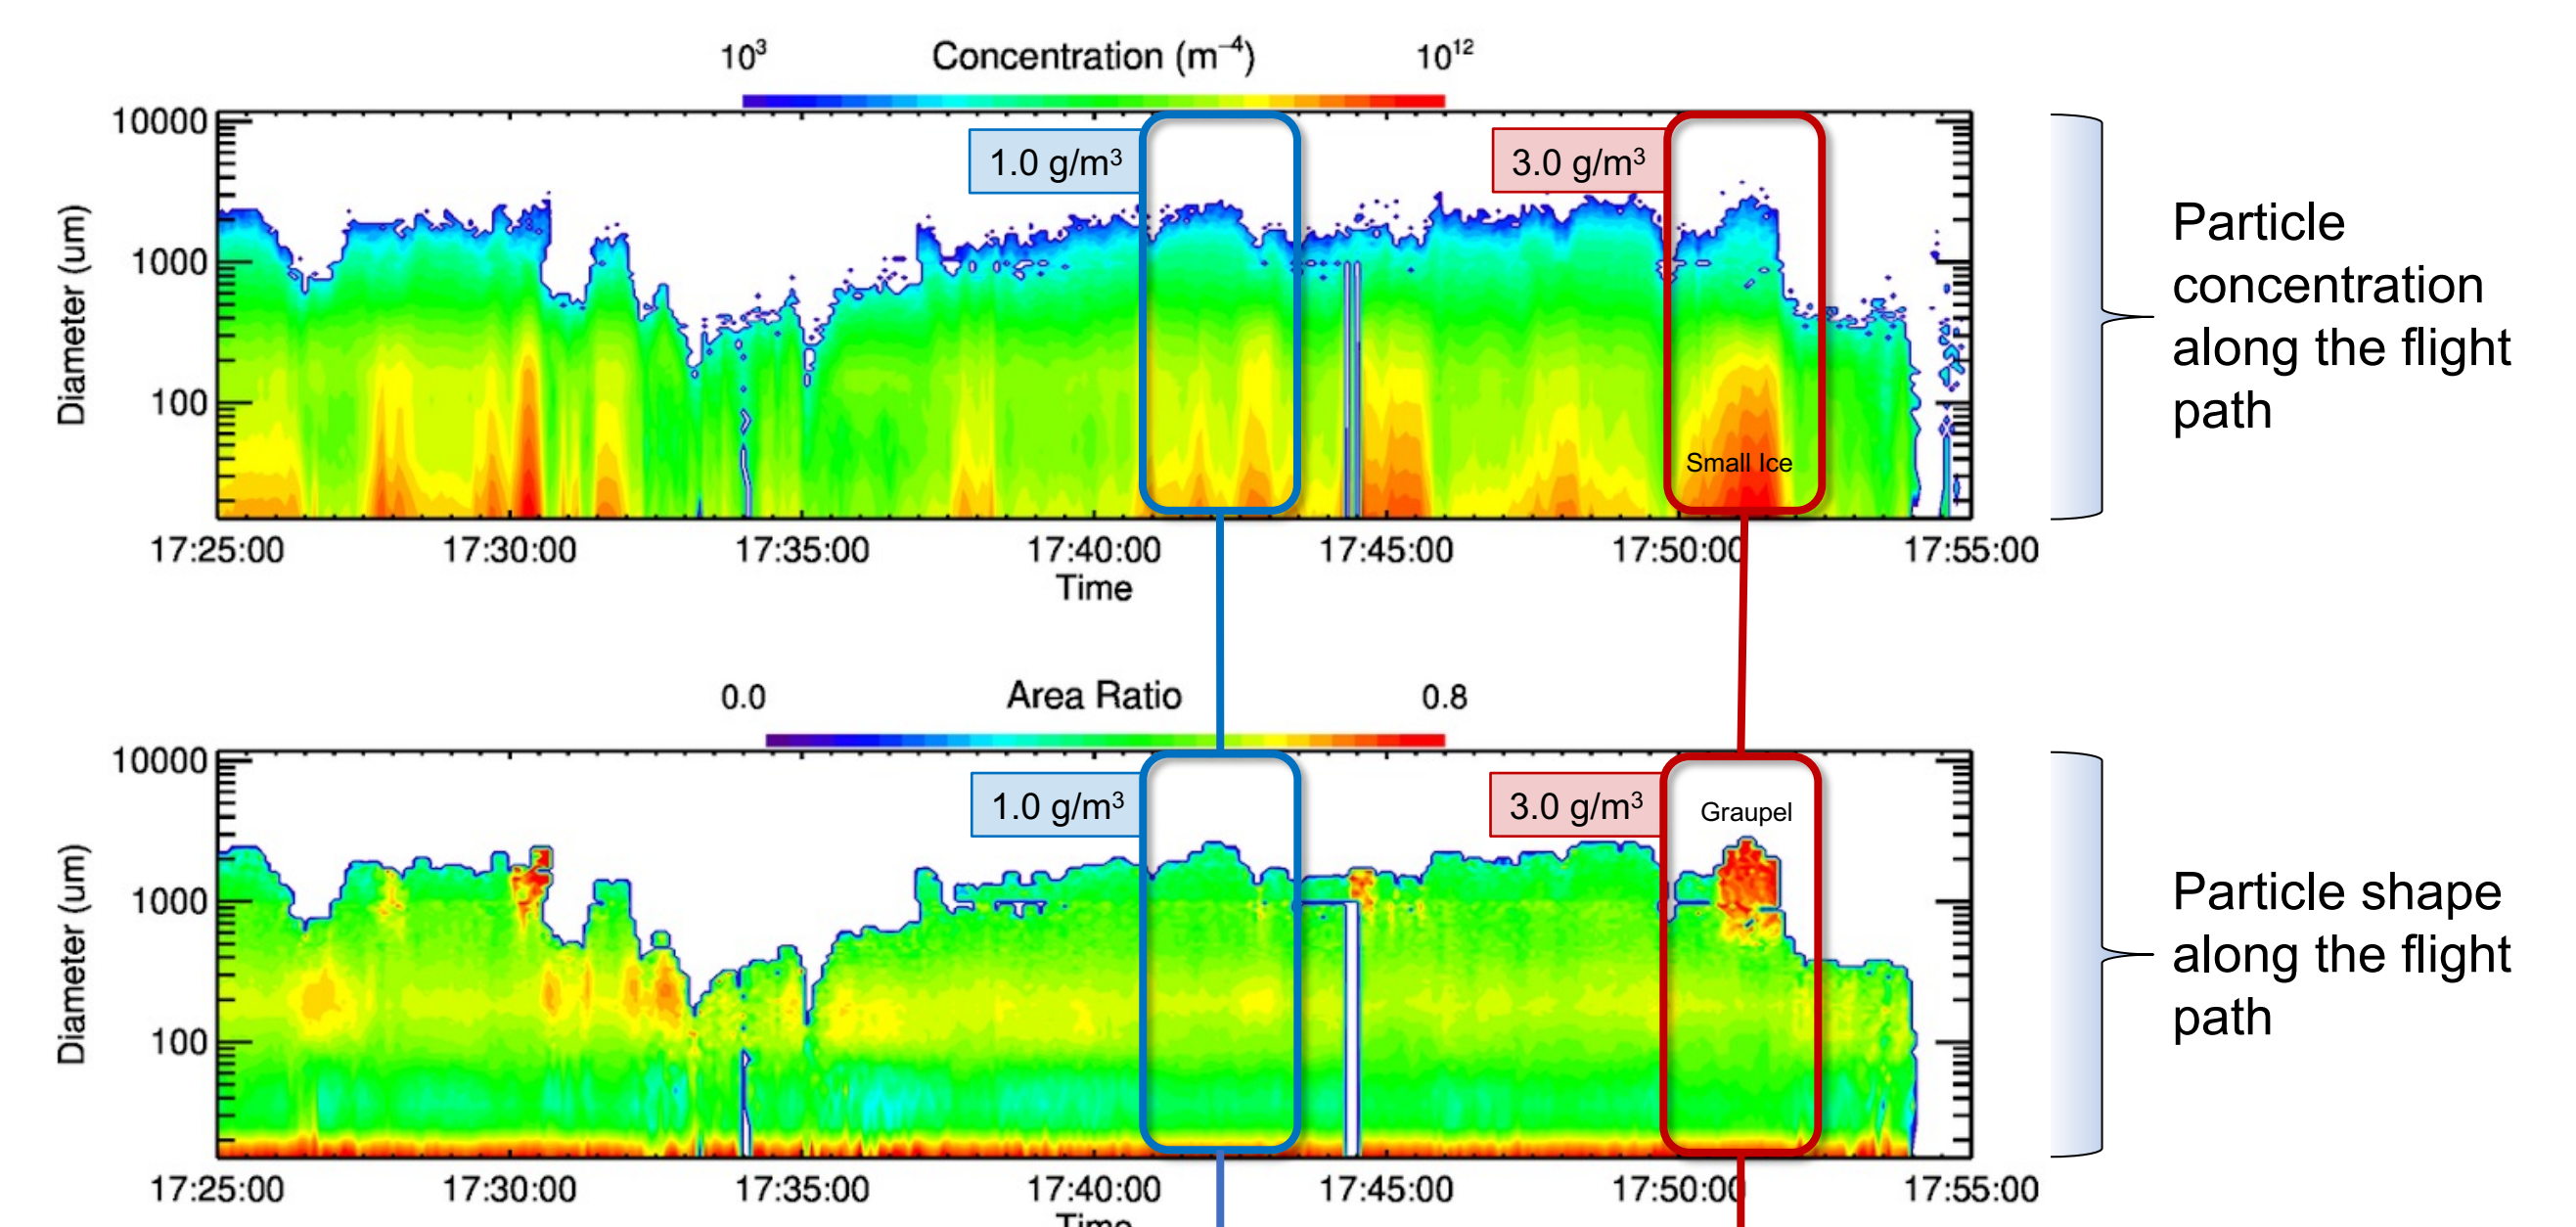 10³ Concentration (m⁻⁴) 10¹²
10000
1000
100
Diameter (um)
1.0 g/m³
3.0 g/m³
Small Ice
17:25:00 17:30:00 17:35:00 17:40:00 17:45:00 17:50:00 17:55:00
Time
Particle
concentration
along the flight
path
0.0 Area Ratio 0.8
10000
1000
100
Diameter (um)
1.0 g/m³
3.0 g/m³
Graupel
17:25:00 17:30:00 17:35:00 17:40:00 17:45:00 17:50:00 17:55:00
Time
Particle shape
along the flight
path